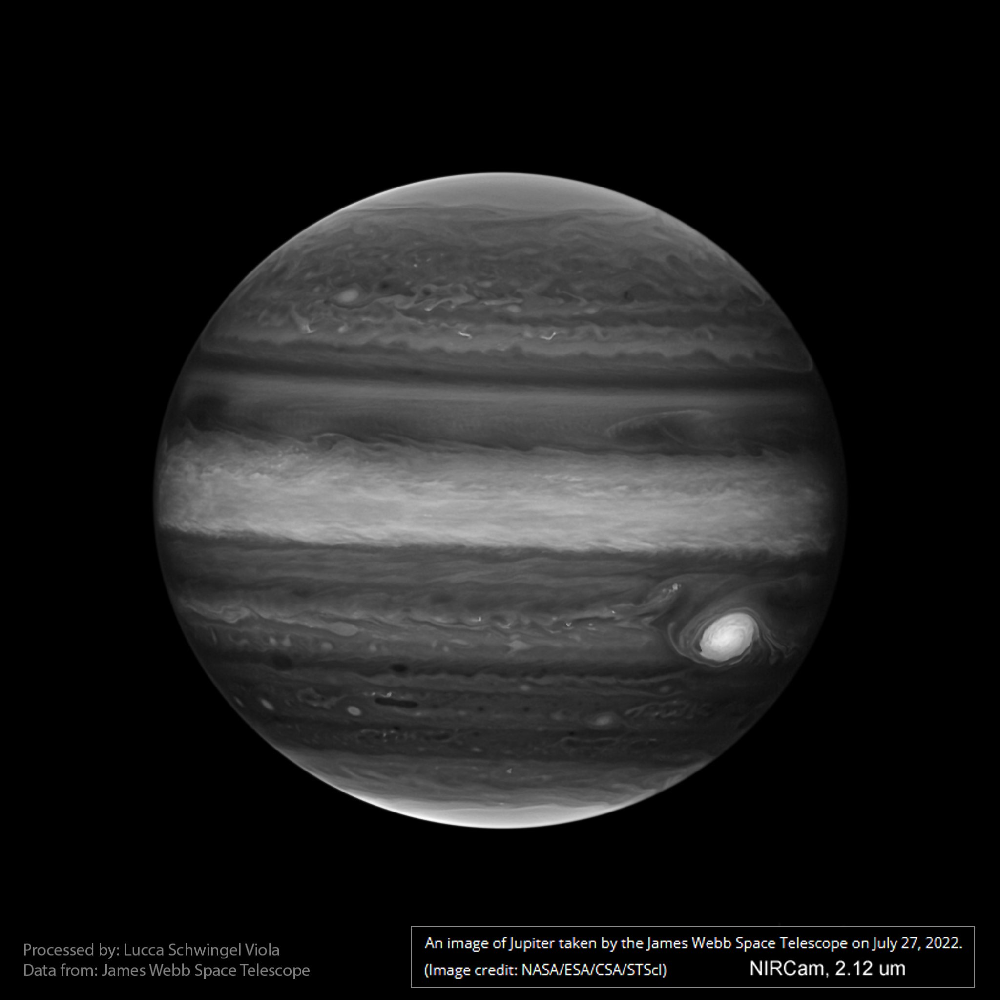 Processed by: Lucca Schwingel Viola
Data from: James Webb Space Telescope
An image of Jupiter taken by the James Webb Space Telescope on July 27, 2022.
(Image credit: NASA/ESA/CSA/STScI) NIRCam, 2.12 um